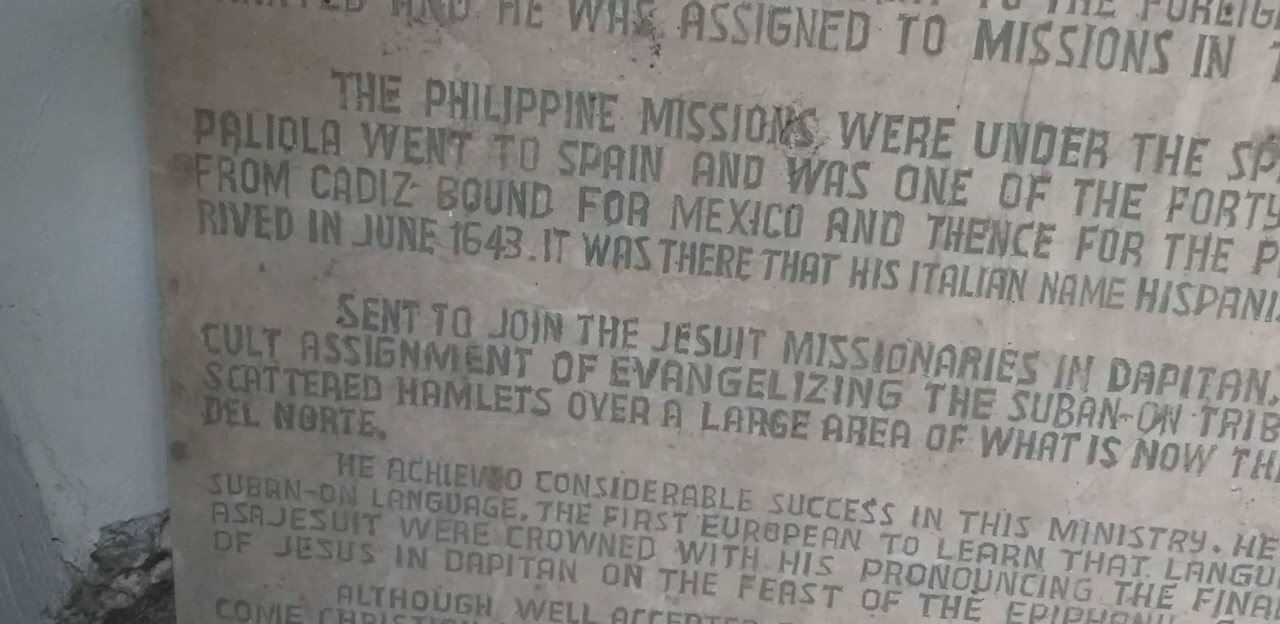 AND HE WAS ASSIGNED TO MISSIONS IN
THE PHILIPPINE MISSIONS WERE UNDER THE
PALIOLA WENT TO SPAIN AND WAS ONE OF THE FORTY
FROM CADIZ BOUND FOR MEXICO AND THENCE FOR THE
RIVED IN JUNE 1643. IT WAS THERE THAT HIS ITALIAN NAME
SENT TO JOIN THE JESUIT MISSIONARIES IN DAPITAN,
CULT ASSIGNMENT OF EVANGELIZING THE SUBAN-ON
SCATTERED HAMLETS OVER A LARGE AREA OF WHAT IS NOW
DEL NORTE.
HE ACHIEVED CONSIDERABLE SUCCESS IN THIS MINISTRY. HE
SUBAN-ON LANGUAGE, THE FIRST EUROPEAN TO LEARN THAT
AS A JESUIT WERE CROWNED WITH HIS PRONOUNCING THE
OF JESUS IN DAPITAN ON THE FEAST OF THE
ALTHOUGH WELL
COME